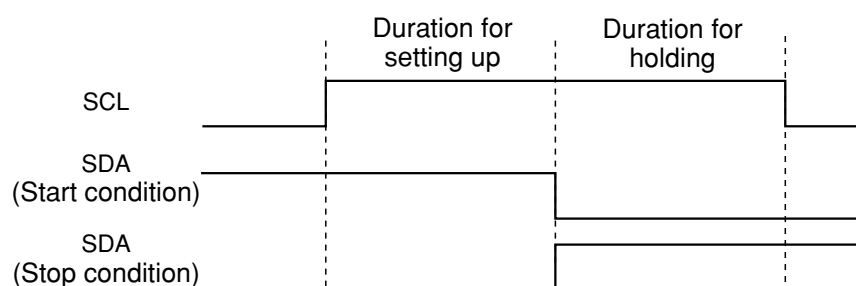 Duration for
setting up
Duration for
holding
SCL
SDA
(Start condition)
SDA
(Stop condition)